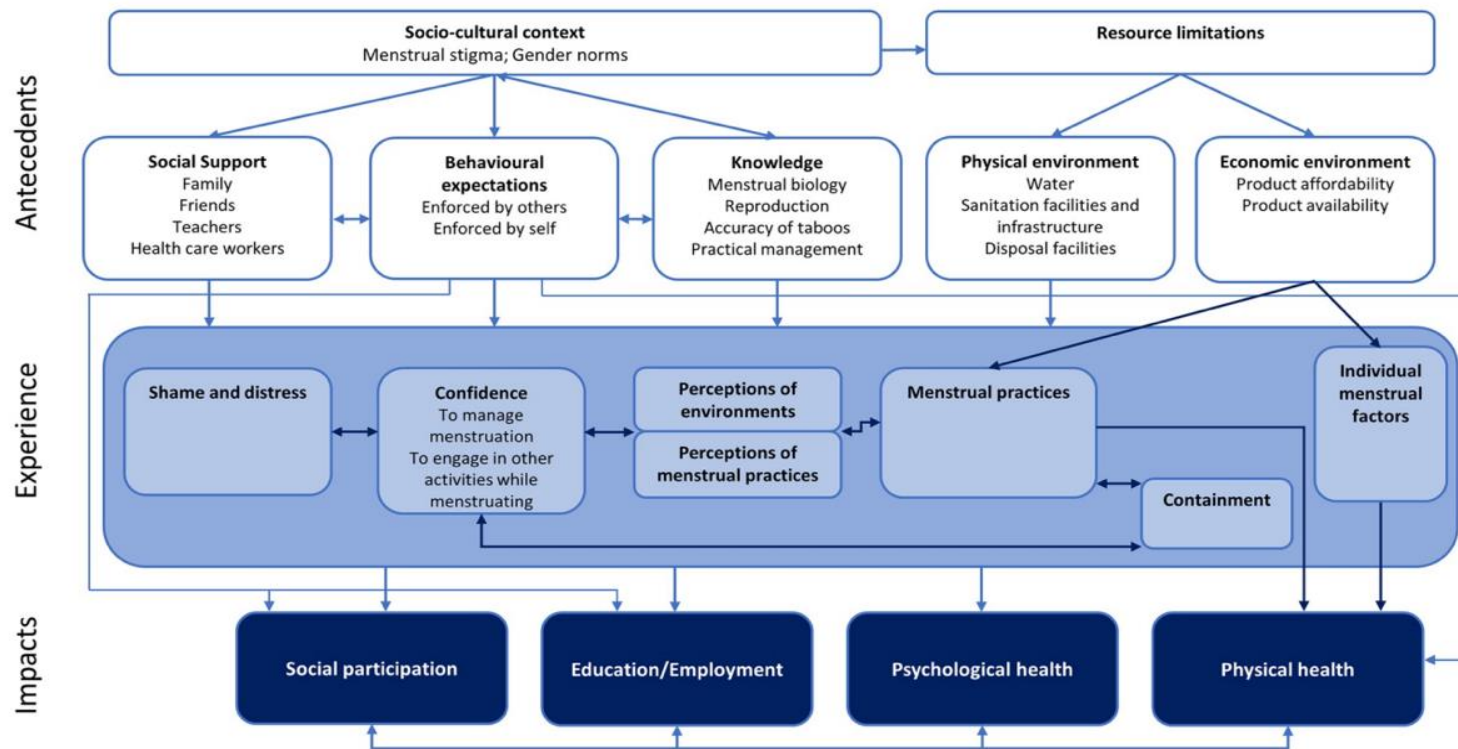 Antecedents
Socio-cultural context
Menstrual stigma; Gender norms
Resource limitations
Social Support
Family
Friends
Teachers
Health care workers
Behavioural
expectations
Enforced by others
Enforced by self
Knowledge
Menstrual biology
Reproduction
Accuracy of taboos
Practical management
Physical environment
Water
Sanitation facilities and
infrastructure
Disposal facilities
Economic environment
Product affordability
Product availability
Experience
Shame and distress
Confidence
To manage
menstruation
To engage in other
activities while
menstruating
Perceptions of
environments
Perceptions of
menstrual practices
Menstrual practices
Containment
Individual
menstrual
factors
Impacts
Social participation
Education/Employment
Psychological health
Physical health